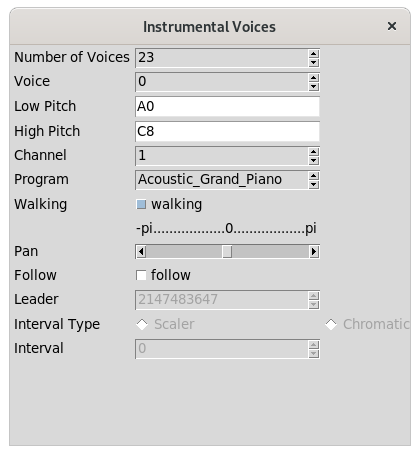 Instrumental Voices ×
Number of Voices 23
Voice 0
Low Pitch A0
High Pitch C8
Channel 1
Program Acoustic_Grand_Piano
Walking walking
-pi..................0..................pi
Pan
Follow follow
Leader 2147483647
Interval Type Scaler Chromatic
Interval 0